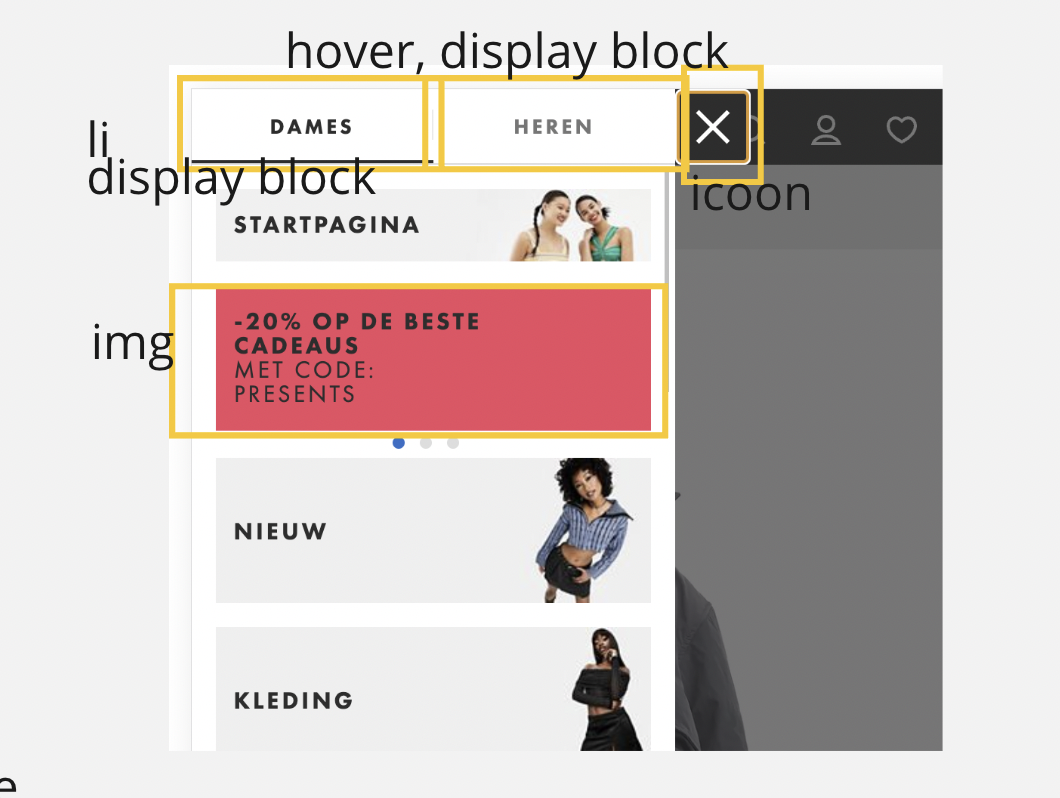 hover, display block
DAMES HEREN
li
display block
icoon
STARTPAGINA
-20% OP DE BESTE
CADEAUS
MET CODE:
PRESENTS
img
NIEUW
KLEDING
e